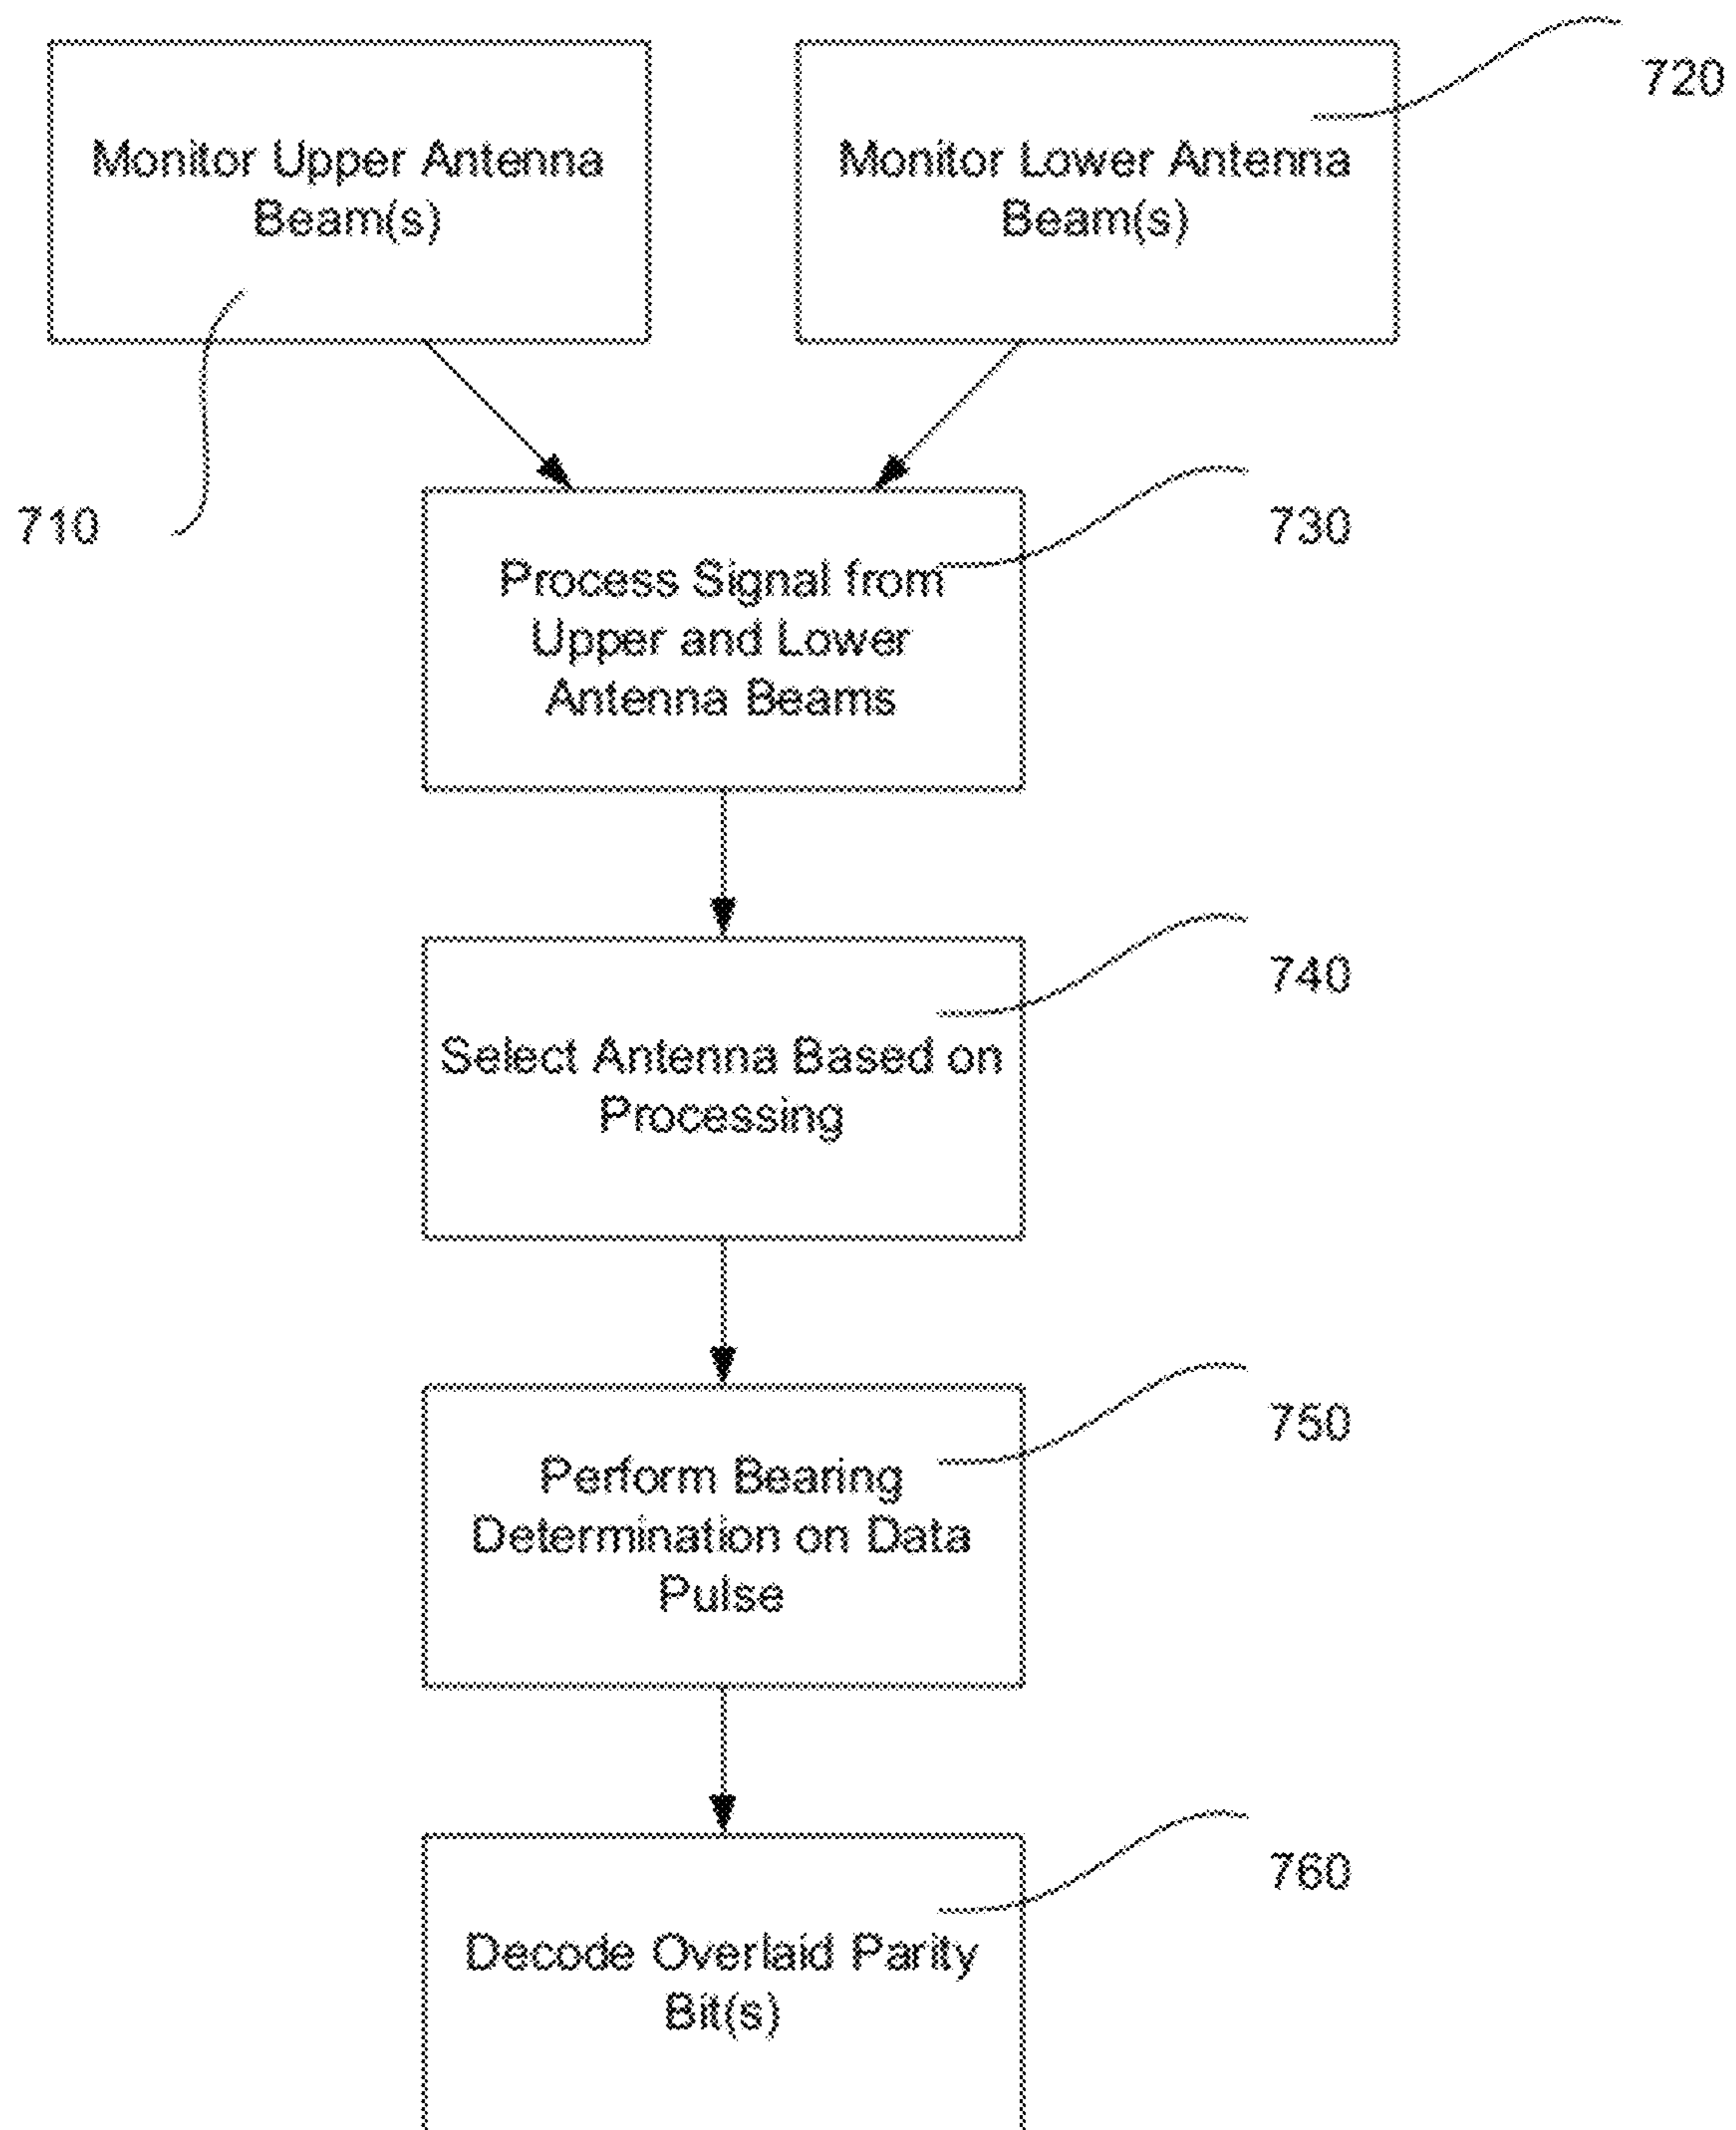 Monitor Upper Antenna
Beam(s)
Monitor Lower Antenna
Beam(s)
720
710
730
Process Signal from
Upper and Lower
Antenna Beams
740
Select Antenna Based on
Processing
750
Perform Bearing
Determination on Data
Pulse
760
Decode Overlaid Parity
Bit(s)